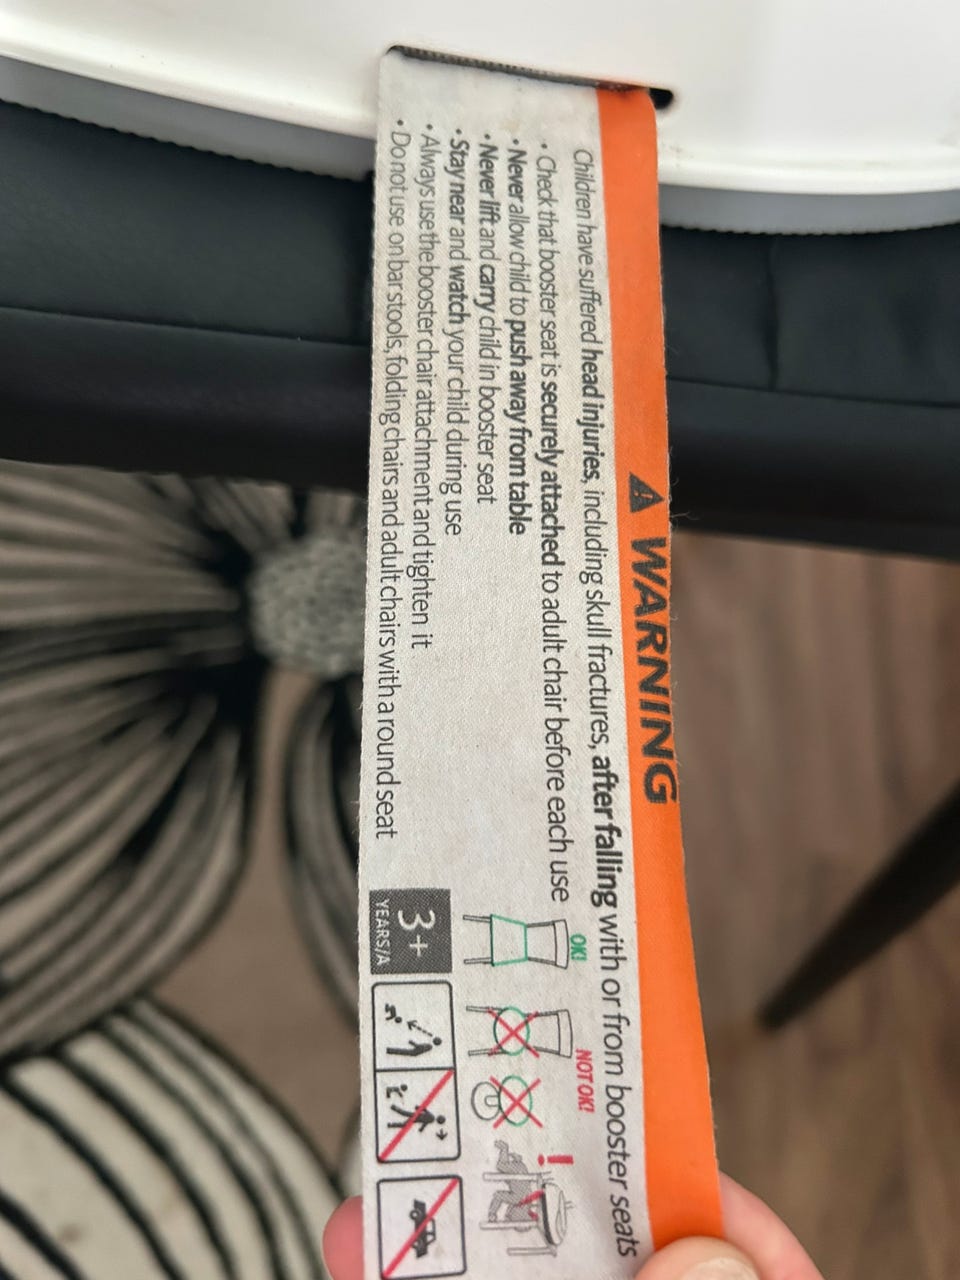 WARNING
Children have suffered head injuries, including skull fractures, after falling with or from booster seats
• Check that booster seat is securely attached to adult chair before each use
• Never allow child to push away from table
• Never lift and carry child in booster seat
• Stay near and watch your child during use
• Always use the booster chair attachment and tighten it
• Do not use on bar stools, folding chairs and adult chairs with a round seat
OK!
NOT OK!
!
3+
YEARS/A